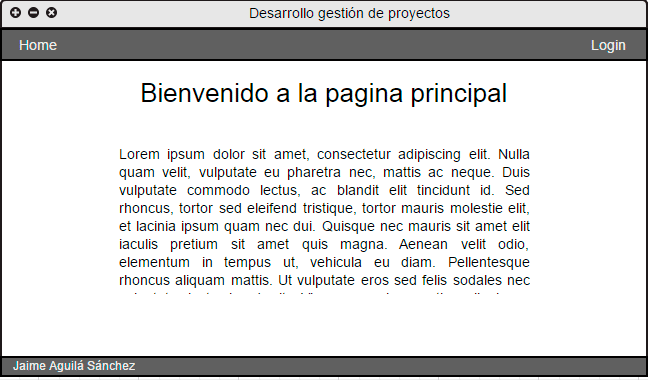 Desarrollo gestión de proyectos
Home
Login
Bienvenido a la pagina principal
Lorem ipsum dolor sit amet, consectetur adipiscing elit. Nulla
quam velit, vulputate eu pharetra nec, mattis ac neque. Duis
vulputate commodo lectus, ac blandit elit tincidunt id. Sed
rhoncus, tortor sed eleifend tristique, tortor mauris molestie elit,
et lacinia ipsum quam nec dui. Quisque nec mauris sit amet elit
iaculis pretium sit amet quis magna. Aenean velit odio,
elementum in tempus ut, vehicula eu diam. Pellentesque
rhoncus aliquam mattis. Ut vulputate eros sed felis sodales nec
Jaime Aguilá Sánchez